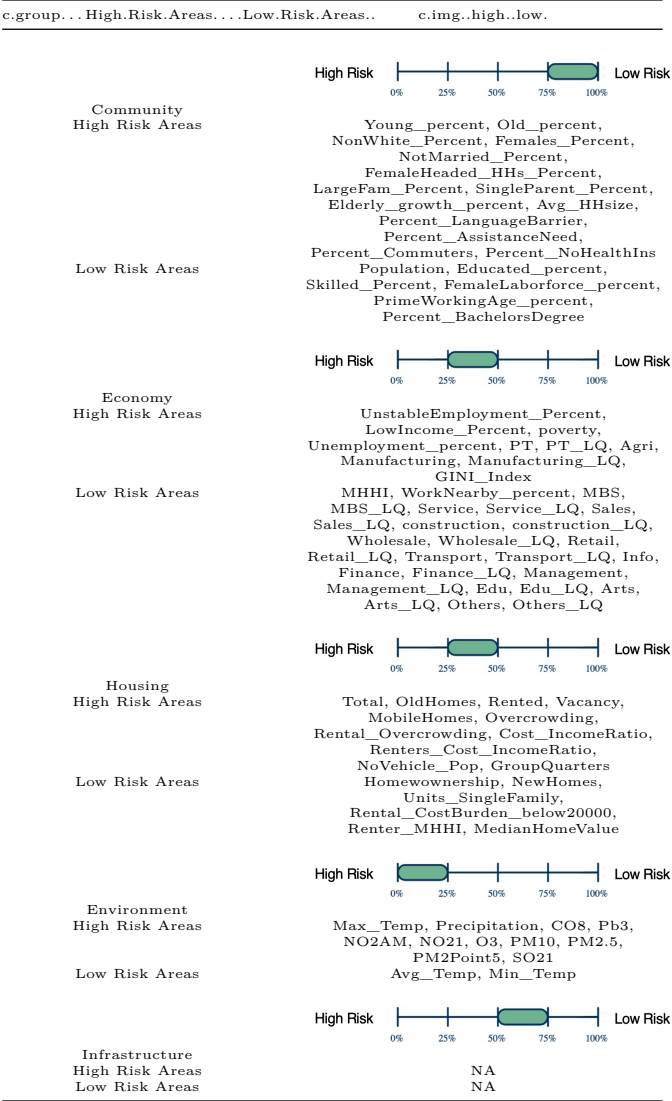 c.group...High.Risk.Areas....Low.Risk.Areas.. c.img..high..low.
High Risk Low Risk
0% 25% 50% 75% 100%
Community
High Risk Areas Young_percent, Old_percent,
NonWhite_Percent, Females_Percent,
NotMarried_Percent,
FemaleHeaded_HHs_Percent,
LargeFam_Percent, SingleParent_Percent,
Elderly_growth_percent, Avg_HHsize,
Percent_LanguageBarrier,
Percent_AssistanceNeed,
Percent_Commuters, Percent_NoHealthIns
Low Risk Areas Population, Educated_percent,
Skilled_Percent, FemaleLaborforce_percent,
PrimeWorkingAge_percent,
Percent_BachelorsDegree
High Risk Low Risk
0% 25% 50% 75% 100%
Economy
High Risk Areas UnstableEmployment_Percent,
LowIncome_Percent, poverty,
Unemployment_percent, PT, PT_LQ, Agri,
Manufacturing, Manufacturing_LQ,
GINI_Index
Low Risk Areas MHHI, WorkNearby_percent, MBS,
MBS_LQ, Service, Service_LQ, Sales,
Sales_LQ, construction, construction_LQ,
Wholesale, Wholesale_LQ, Retail,
Retail_LQ, Transport, Transport_LQ, Info,
Finance, Finance_LQ, Management,
Management_LQ, Edu, Edu_LQ, Arts,
Arts_LQ, Others, Others_LQ
High Risk Low Risk
0% 25% 50% 75% 100%
Housing
High Risk Areas Total, OldHomes, Rented, Vacancy,
MobileHomes, Overcrowding,
Rental_Overcrowding, Cost_IncomeRatio,
Renters_Cost_IncomeRatio,
NoVehicle_Pop, GroupQuarters
Low Risk Areas Homewownership, NewHomes,
Units_SingleFamily,
Rental_CostBurden_below20000,
Renter_MHHI, MedianHomeValue
High Risk Low Risk
0% 25% 50% 75% 100%
Environment
High Risk Areas Max_Temp, Precipitation, CO8, Pb3,
NO2AM, NO21, O3, PM10, PM2.5,
PM2Point5, SO21
Low Risk Areas Avg_Temp, Min_Temp
High Risk Low Risk
0% 25% 50% 75% 100%
Infrastructure
High Risk Areas NA
Low Risk Areas NA